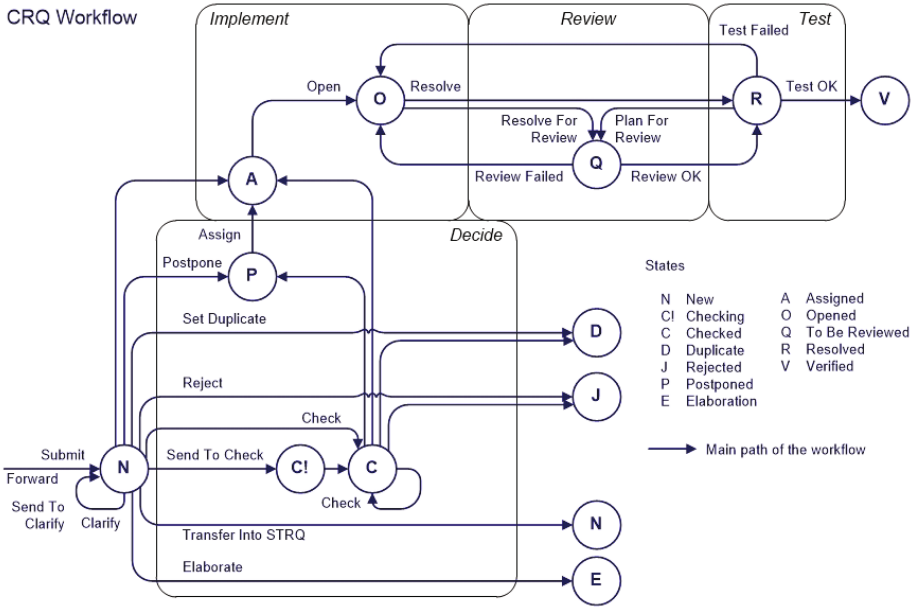 CRQ Workflow
Implement
Review
Test
Test Failed
Open
O
Resolve
R
Test OK
V
Resolve For
Review
Plan For
Review
Q
Review Failed
Review OK
A
Assign
Decide
Postpone
P
Set Duplicate
D
Reject
J
Check
Submit
N
Send To Check
C!
C
Forward
Send To
Clarify
Clarify
Check
Transfer Into STRQ
N
Elaborate
E
States
N New
C! Checking
C Checked
D Duplicate
J Rejected
P Postponed
E Elaboration
A Assigned
O Opened
Q To Be Reviewed
R Resolved
V Verified
Main path of the workflow